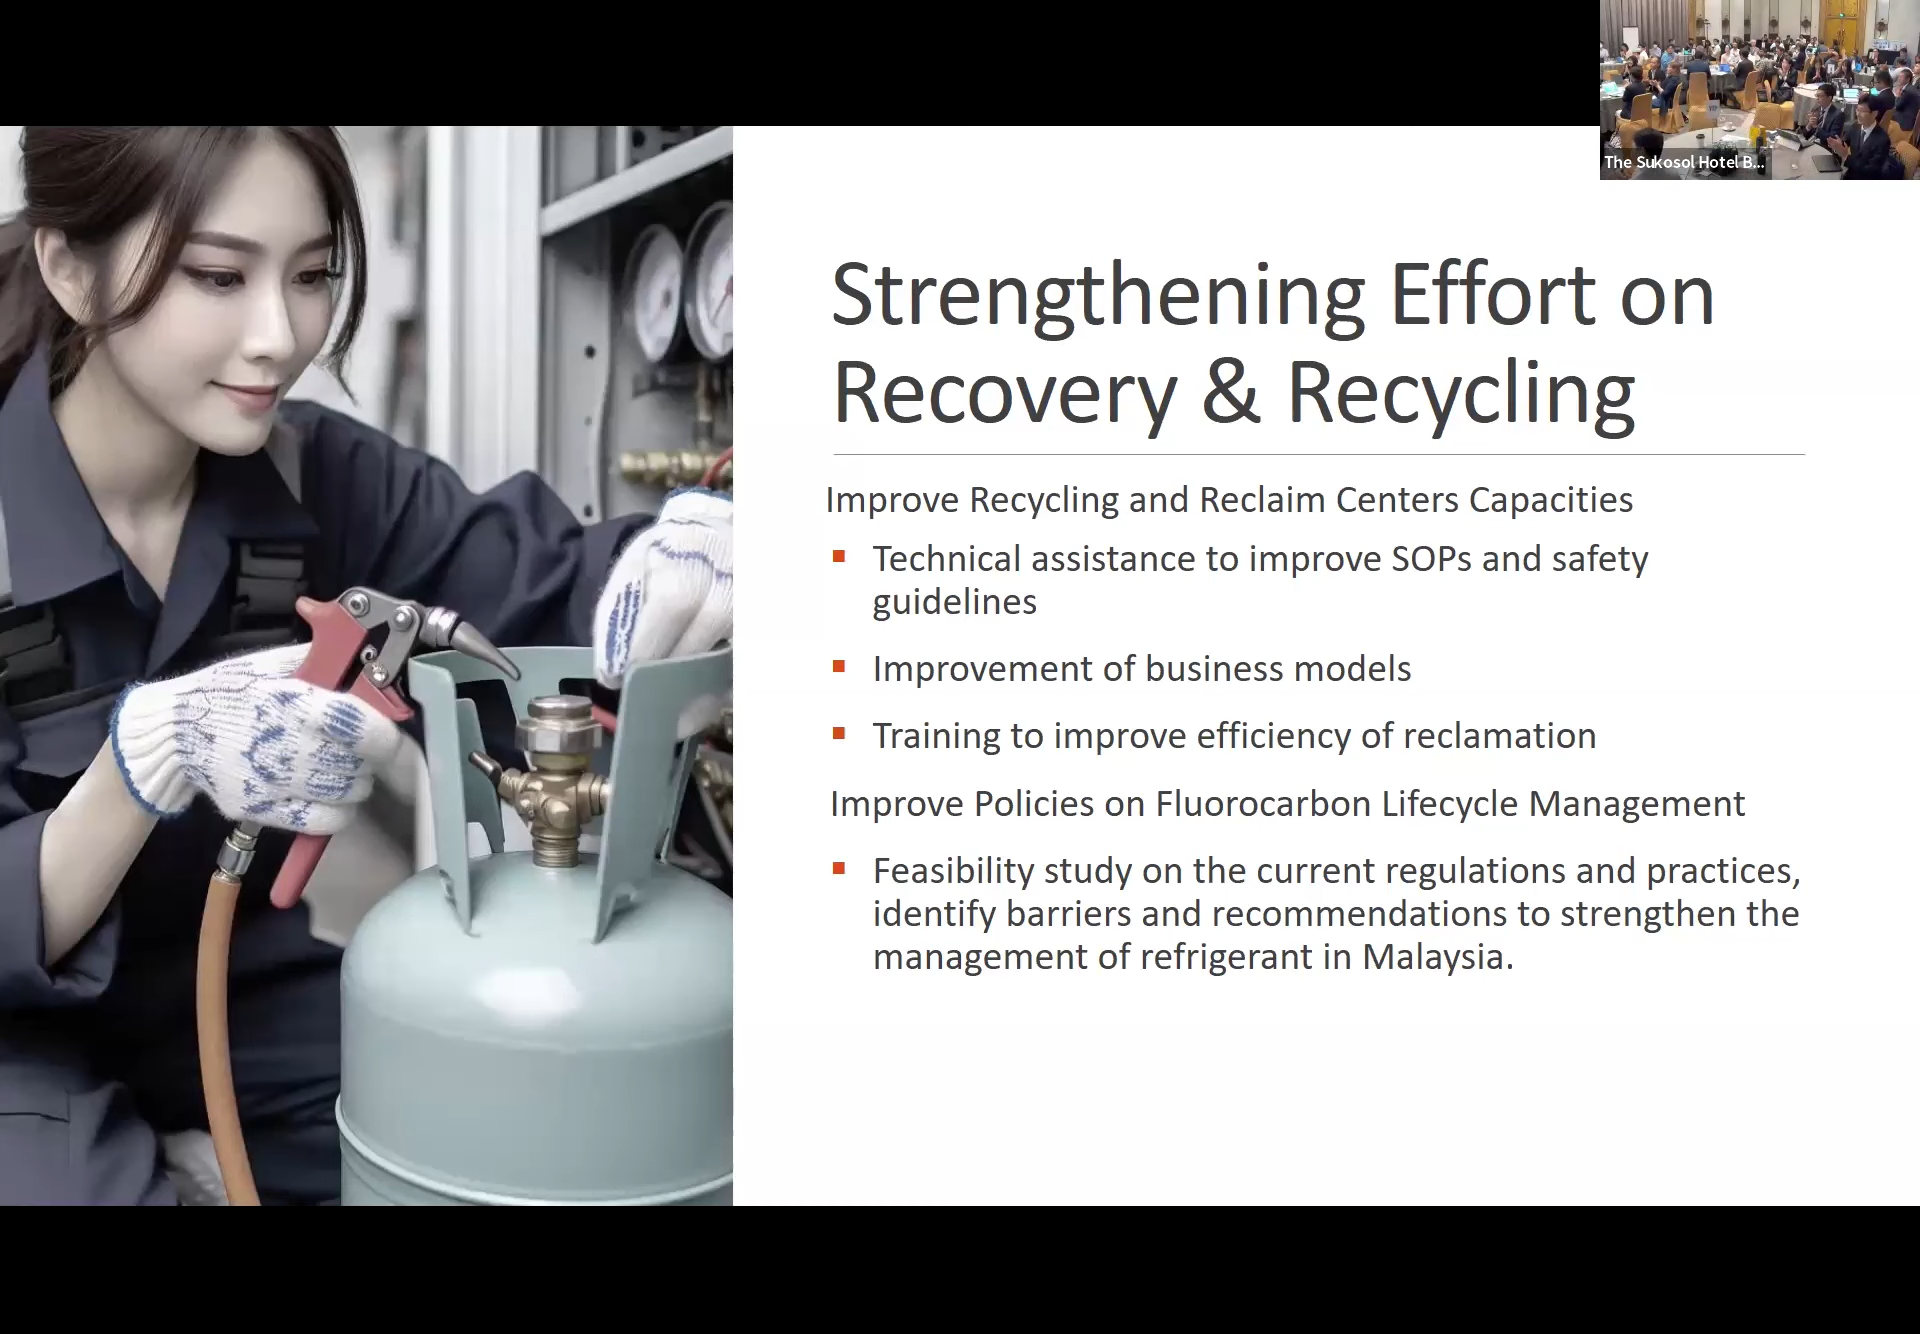 The Sukosol Hotel B...
Strengthening Effort on
Recovery & Recycling
Improve Recycling and Reclaim Centers Capacities
Technical assistance to improve SOPs and safety
guidelines
Improvement of business models
Training to improve efficiency of reclamation
Improve Policies on Fluorocarbon Lifecycle Management
Feasibility study on the current regulations and practices,
identify barriers and recommendations to strengthen the
management of refrigerant in Malaysia.